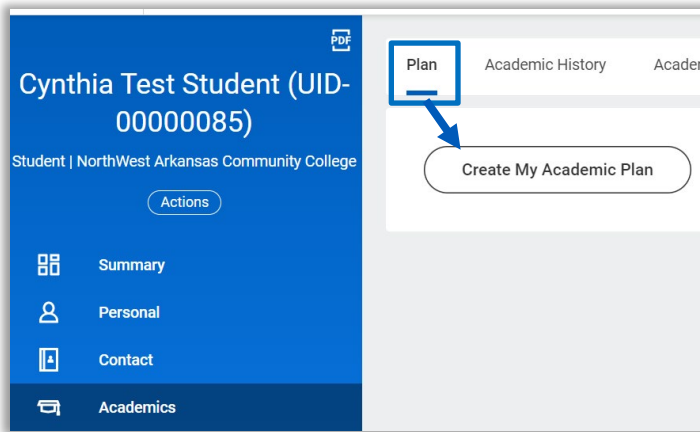 PDF
Cynthia Test Student (UID-
00000085)
Student | NorthWest Arkansas Community College
Actions
Summary
Personal
Contact
Academics
Plan Academic History Acader
Create My Academic Plan